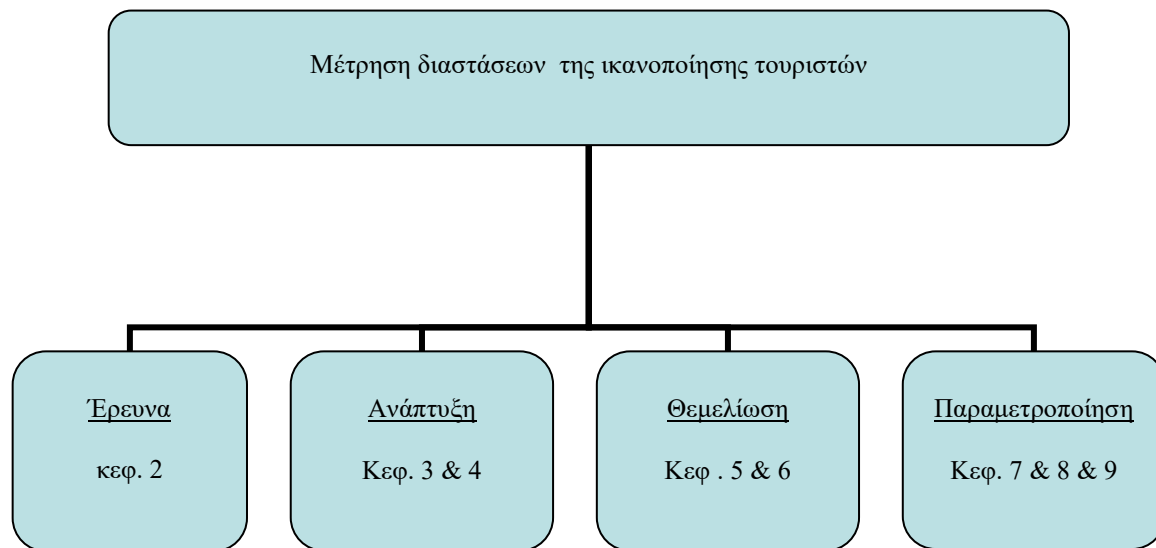 Μέτρηση διαστάσεων  της ικανοποίησης τουριστών
Έρευνα
κεφ. 2
Ανάπτυξη
Κεφ. 3 & 4
Θεμελίωση
Κεφ . 5 & 6
Παραμετροποίηση
Κεφ. 7 & 8 & 9